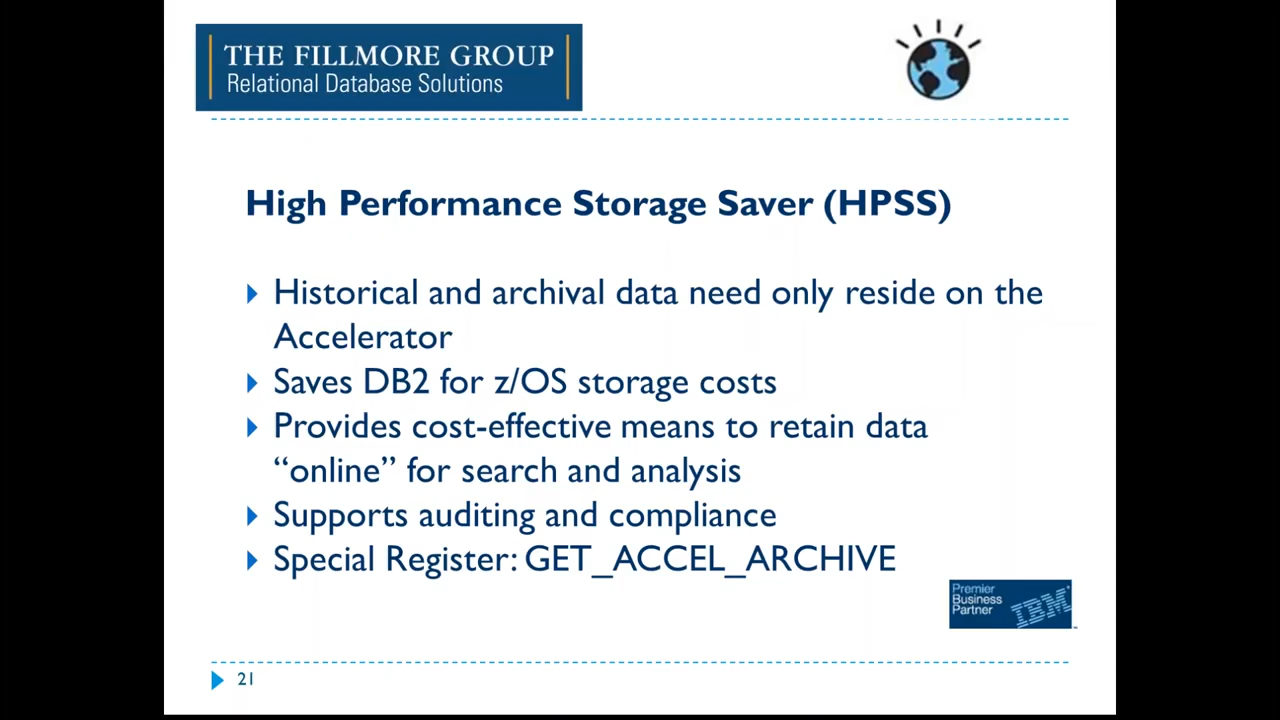 THE FILLMORE GROUP
Relational Database Solutions
High Performance Storage Saver (HPSS)
Historical and archival data need only reside on the
Accelerator
Saves DB2 for z/OS storage costs
Provides cost-effective means to retain data
“online” for search and analysis
Supports auditing and compliance
Special Register: GET_ACCEL_ARCHIVE
Premier
Business
Partner
IBM
21